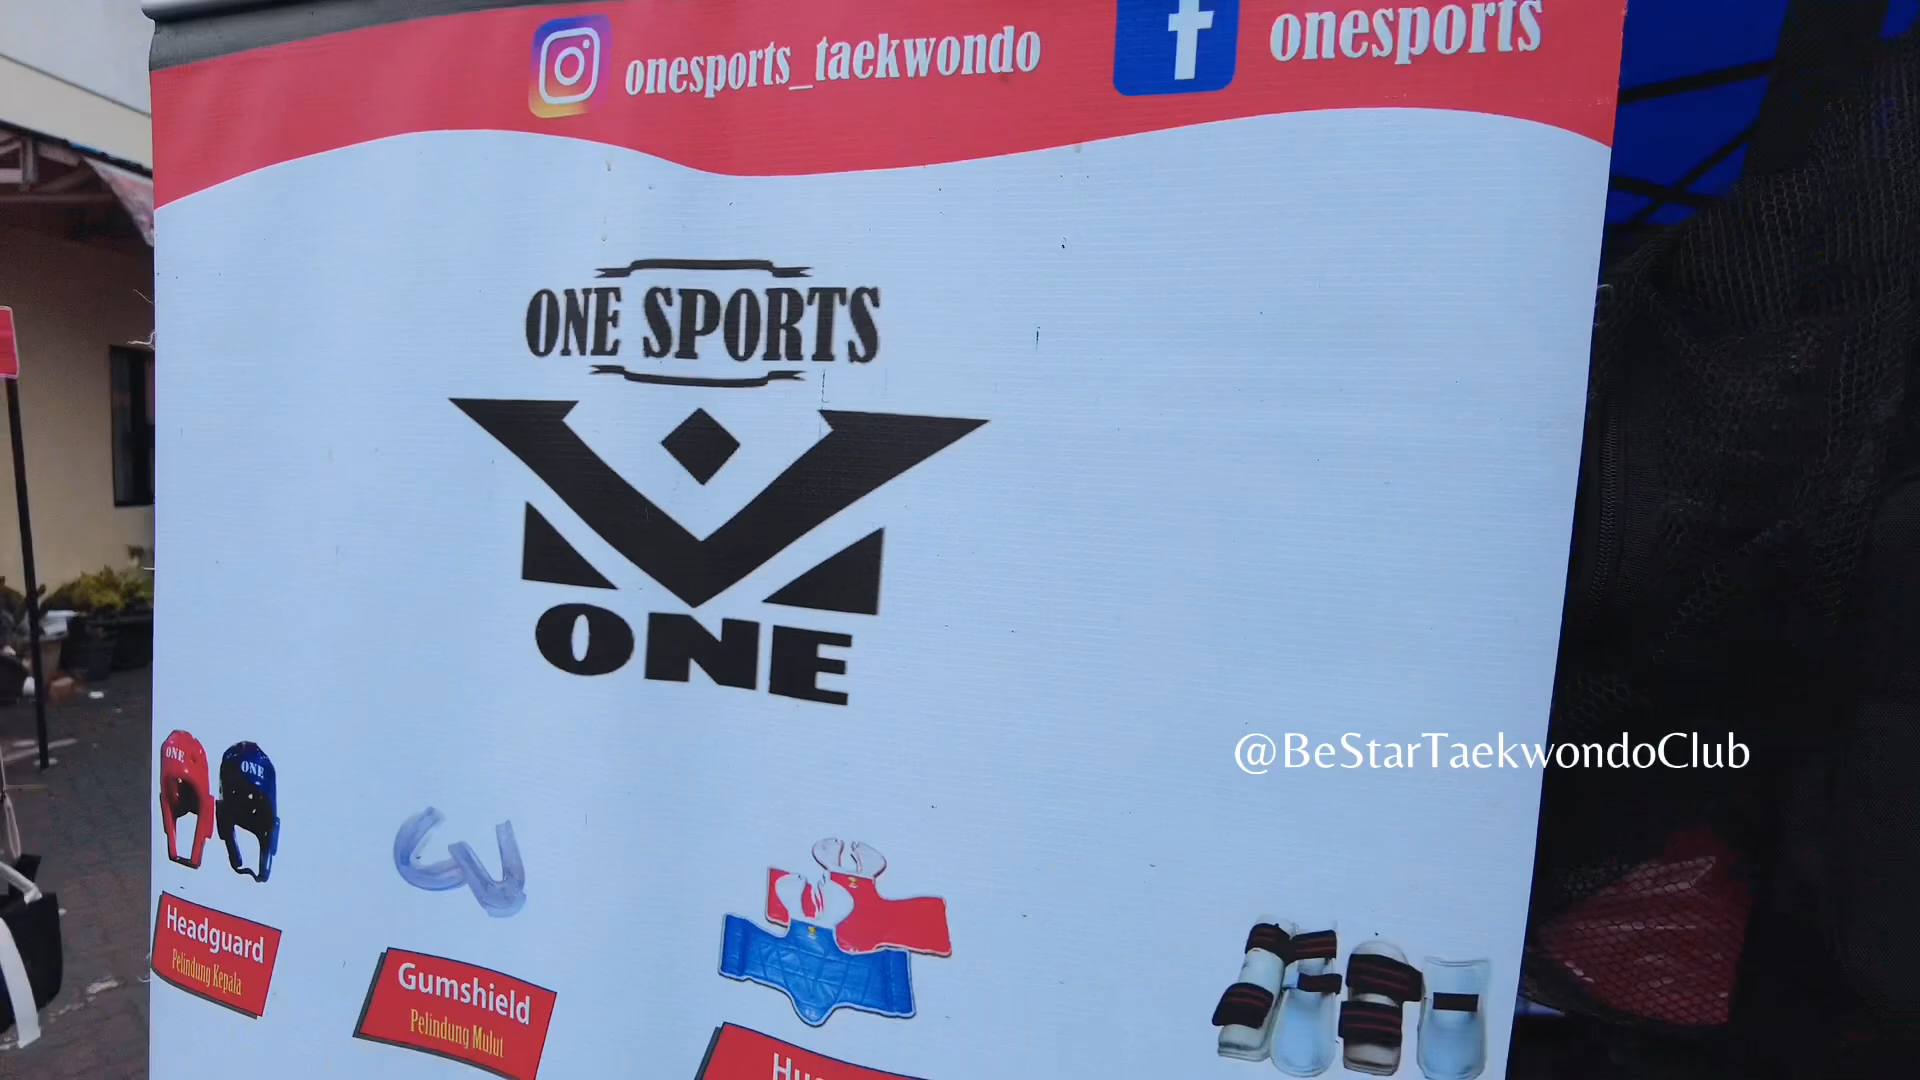 onesports_taekwondo
onesports
ONE SPORTS
ONE
ONE
ONE
@BeStarTaekwondoClub
Headguard
Pelindung Kepala
Gumshield
Pelindung Mulut